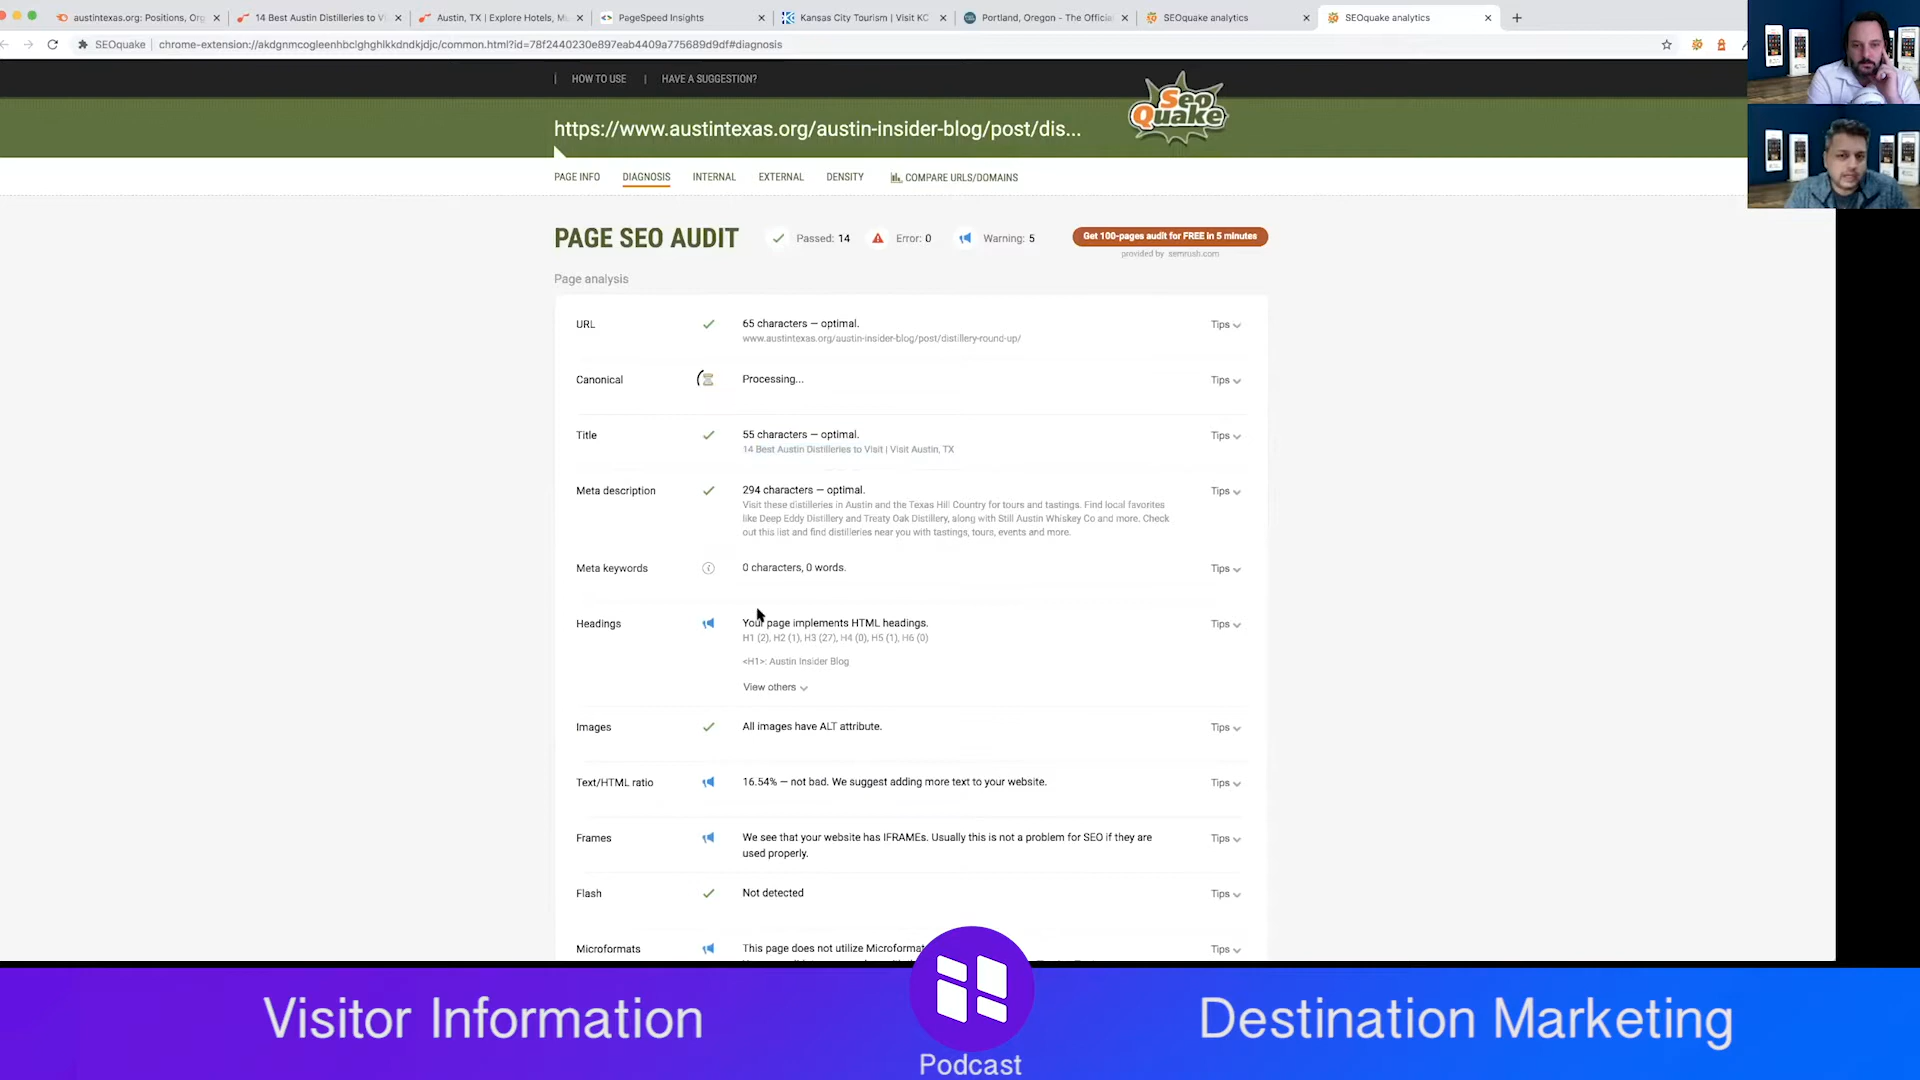 austintexas.org: Positions, Org
14 Best Austin Distilleries to Vi
Austin, TX | Explore Hotels, Mu
PageSpeed Insights
Kansas City Tourism | Visit KC
Portland, Oregon - The Official
SEOquake analytics
SEOquake analytics
SEOquake
chrome-extension://akdgnmcogleenhbclghghlkkdndkjdjc/common.html?id=78f2440230e897eab4409a775689d9df#diagnosis
| HOW TO USE | HAVE A SUGGESTION?
https://www.austintexas.org/austin-insider-blog/post/dis...
Seo
Quake
PAGE INFO DIAGNOSIS INTERNAL EXTERNAL DENSITY COMPARE URLS/DOMAINS
PAGE SEO AUDIT Passed: 14 Error: 0 Warning: 5 Get 100-pages audit for FREE in 5 minutes
provided by semrush.com
Page analysis
URL 65 characters — optimal. Tips
www.austintexas.org/austin-insider-blog/post/distillery-round-up/
Canonical Processing... Tips
Title 55 characters — optimal. Tips
14 Best Austin Distilleries to Visit | Visit Austin, TX
Meta description 294 characters — optimal. Tips
Visit these distilleries in Austin and the Texas Hill Country for tours and tastings. Find local favorites
like Deep Eddy Distillery and Treaty Oak Distillery, along with Still Austin Whiskey Co and more. Check
out this list and find distilleries near you with tastings, tours, events and more.
Meta keywords 0 characters, 0 words. Tips
Headings Your page implements HTML headings. Tips
H1 (2), H2 (1), H3 (27), H4 (0), H5 (1), H6 (0)
<H1>: Austin Insider Blog
View others
Images All images have ALT attribute. Tips
Text/HTML ratio 16.54% — not bad. We suggest adding more text to your website. Tips
Frames We see that your website has IFRAMEs. Usually this is not a problem for SEO if they are Tips
used properly.
Flash Not detected Tips
Microformats This page does not utilize Microformat Tips
Visitor Information
Destination Marketing
Podcast